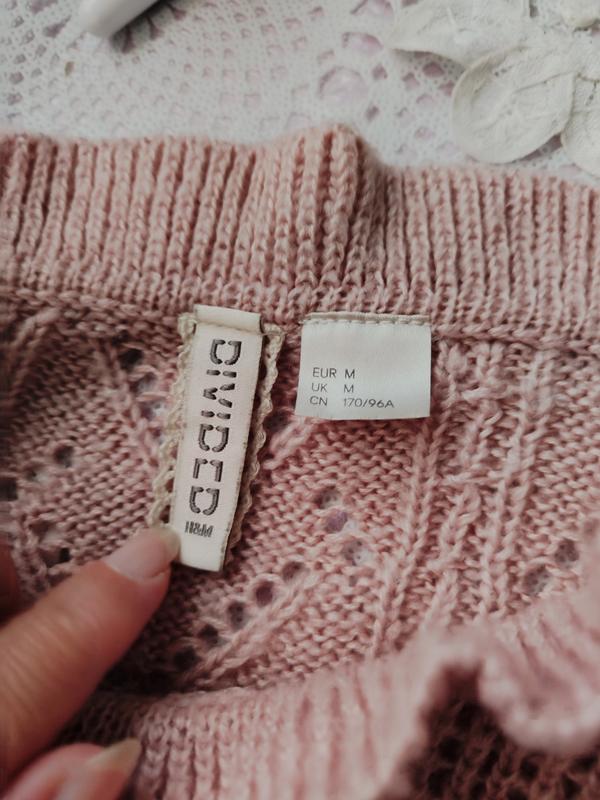 DIVIDED
H&M
EUR M
UK M
CN 170/96A